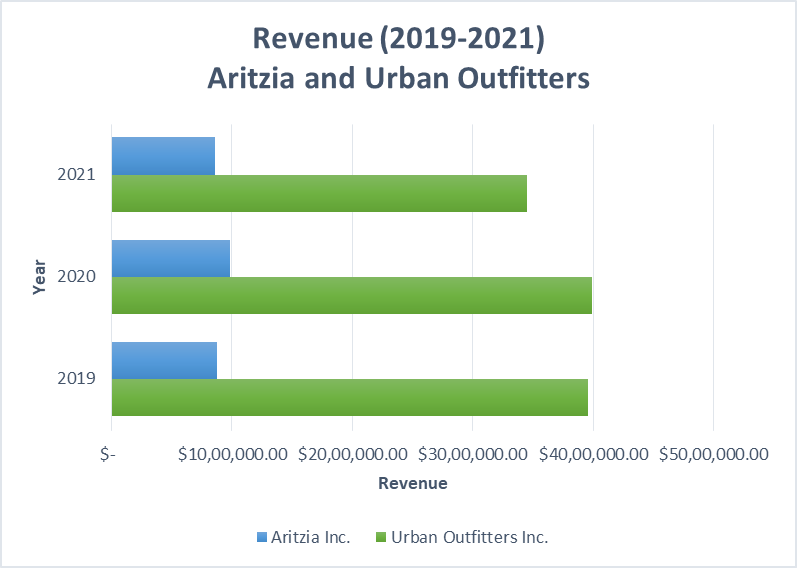 Revenue (2019-2021)
Aritzia and Urban Outfitters
2021
2020
2019
Year
$- $10,00,000.00 $20,00,000.00 $30,00,000.00 $40,00,000.00 $50,00,000.00
Revenue
Aritzia Inc. Urban Outfitters Inc.